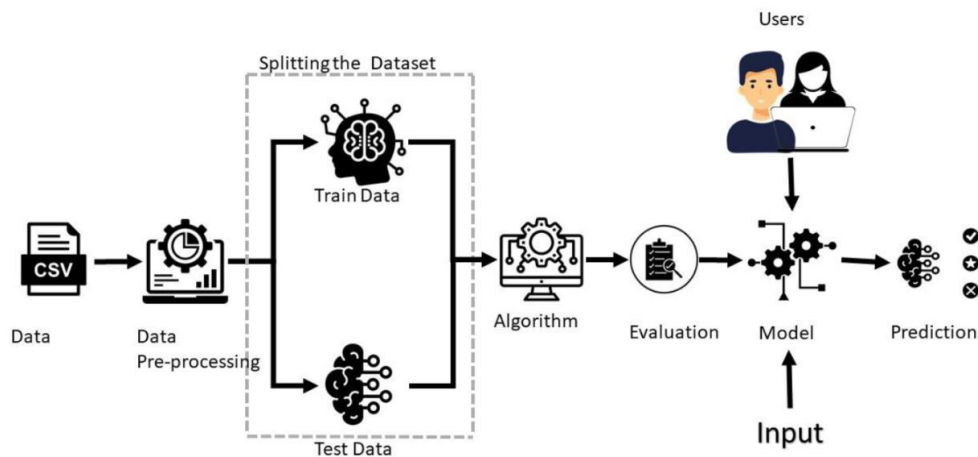 Users
Splitting the Dataset
Train Data
CSV
Data
Data
Pre-processing
Algorithm
Evaluation
Model
Prediction
Test Data
Input